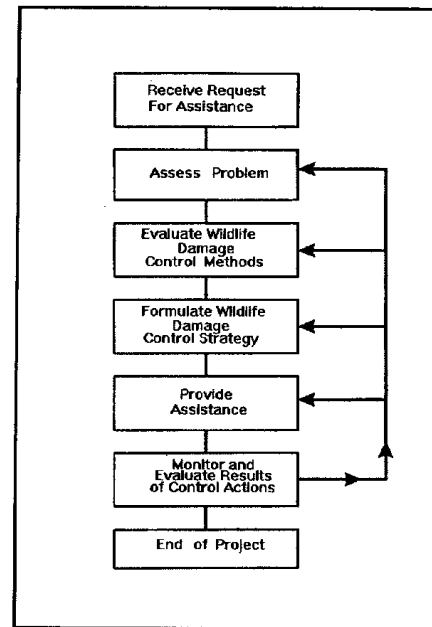 Receive Request
For Assistance
Assess Problem
Evaluate Wildlife
Damage
Control Methods
Formulate Wildlife
Damage
Control Strategy
Provide
Assistance
Monitor and
Evaluate Results
of Control Actions
End of Project